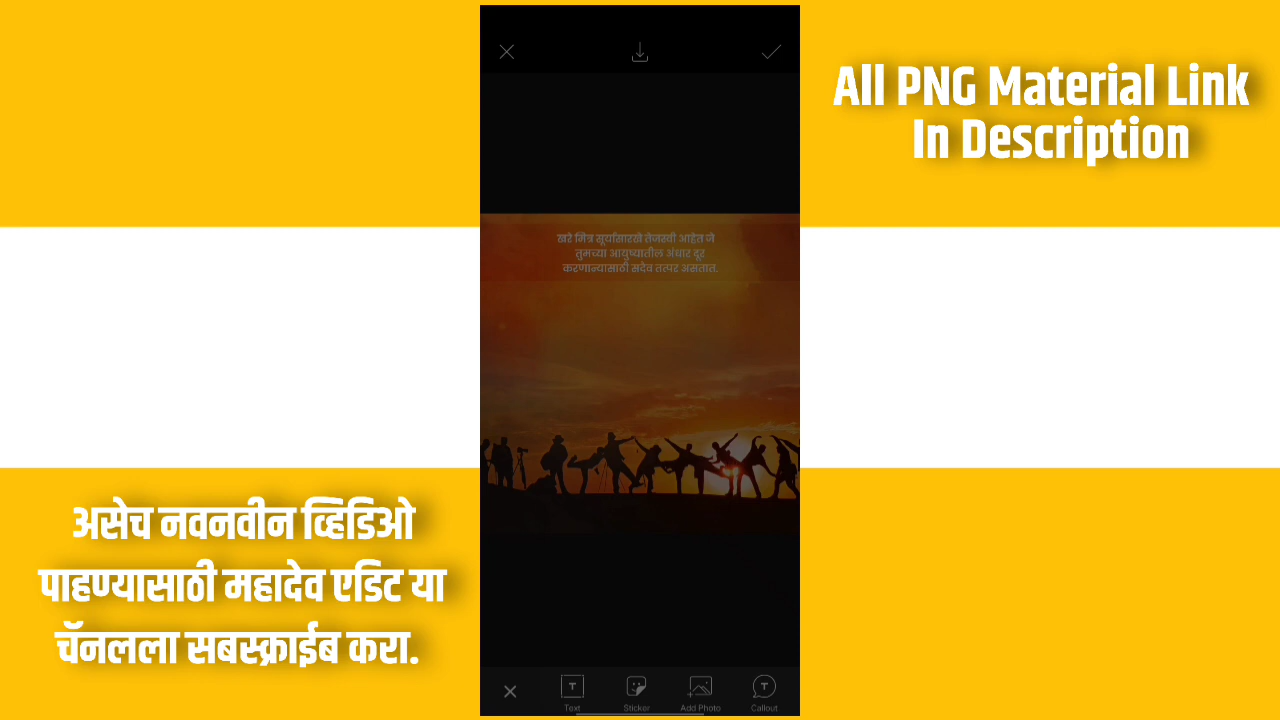 All PNG Material Link
In Description
खरे मित्र सूर्यासारखे तेजस्वी आहेत जे
तुमच्या आयुष्यातील अंधार दूर
करणाऱ्यासाठी सदैव तत्पर असतात.
असेच नवनवीन व्हिडिओ
पाहण्यासाठी महादेव एडिट या
चॅनलला सबस्क्राईब करा.
Text
Sticker
Add Photo
Callout